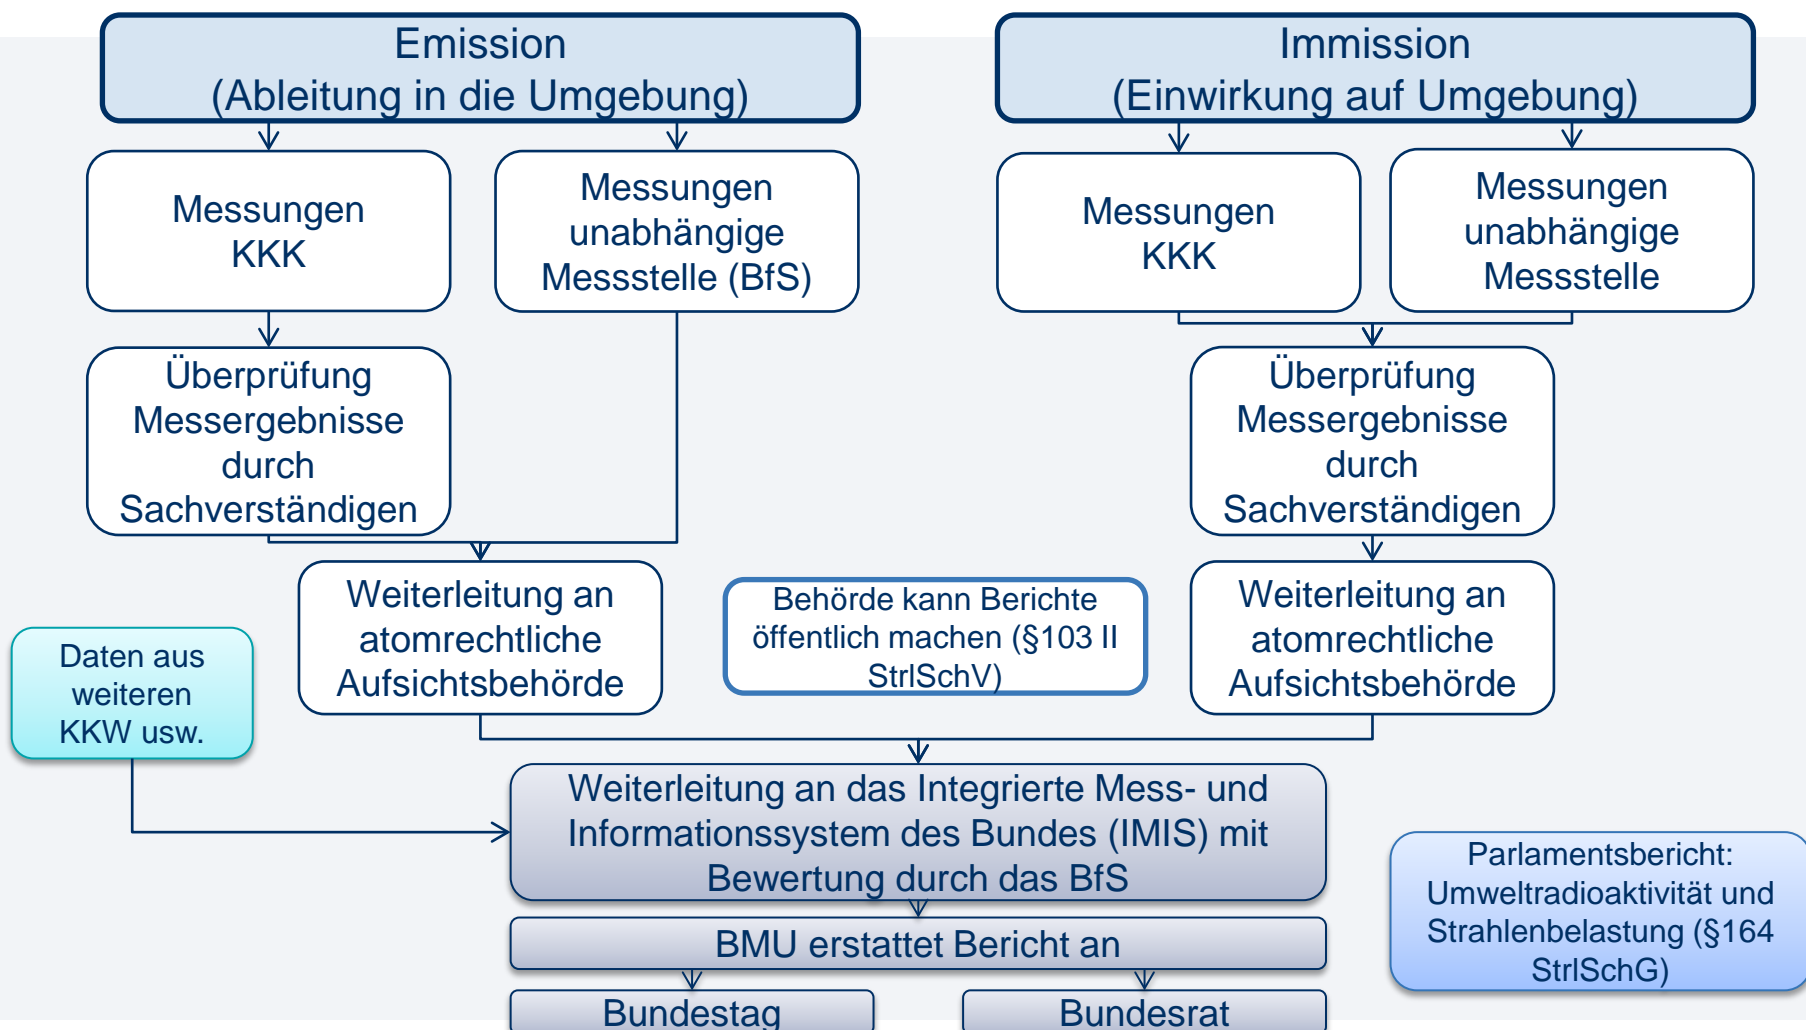 Emission
(Ableitung in die Umgebung)
Immission
(Einwirkung auf Umgebung)
Messungen
KKK
Messungen
unabhängige
Messstelle (BfS)
Messungen
KKK
Messungen
unabhängige
Messstelle
Überprüfung
Messergebnisse
durch
Sachverständigen
Überprüfung
Messergebnisse
durch
Sachverständigen
Weiterleitung an
atomrechtliche
Aufsichtsbehörde
Behörde kann Berichte
öffentlich machen (§103 II
StrlSchV)
Weiterleitung an
atomrechtliche
Aufsichtsbehörde
Daten aus
weiteren
KKW usw.
Weiterleitung an das Integrierte Mess- und
Informationssystem des Bundes (IMIS) mit
Bewertung durch das BfS
Parlamentsbericht:
Umweltradioaktivität und
Strahlenbelastung (§164
StrlSchG)
BMU erstattet Bericht an
Bundestag
Bundesrat